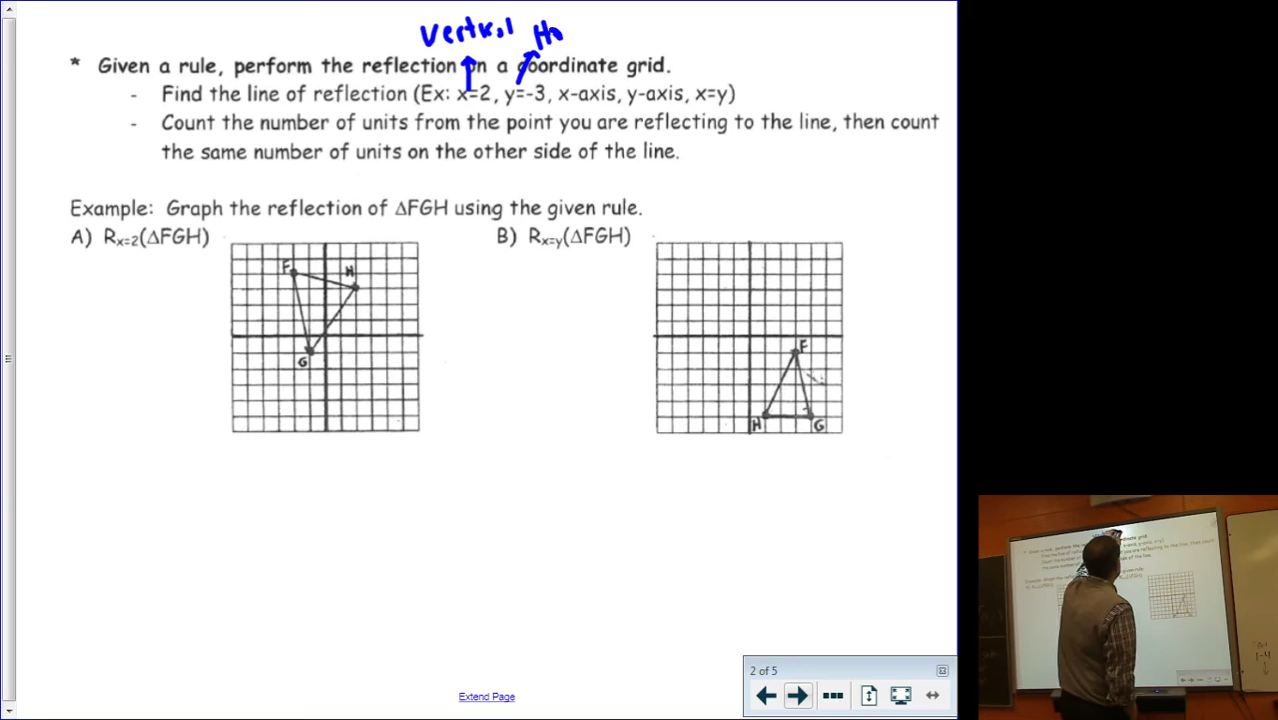 vertical Ho
* Given a rule, perform the reflection on a coordinate grid.
- Find the line of reflection (Ex: x=2, y=-3, x-axis, y-axis, x=y)
- Count the number of units from the point you are reflecting to the line, then count
the same number of units on the other side of the line.
Example: Graph the reflection of ΔFGH using the given rule.
A) Rx=2(ΔFGH)
B) Rx=y(ΔFGH)
F
H
G
F
H
G
2 of 5
Extend Page